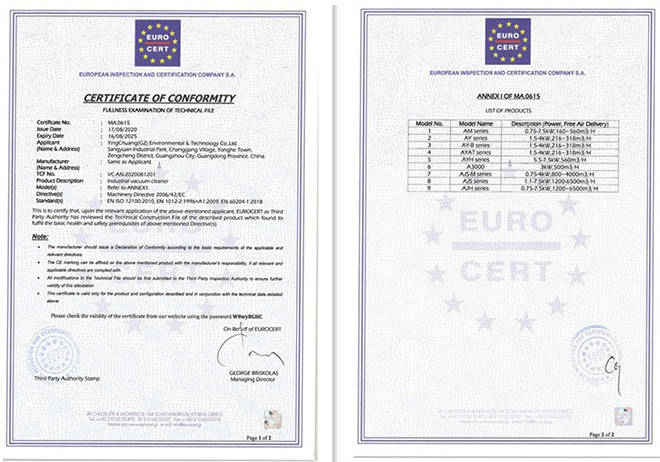 EURO
CERT
EUROPEAN INSPECTION AND CERTIFICATION COMPANY S.A.
CERTIFICATE OF CONFORMITY
FULLNESS EXAMINATION OF TECHNICAL FILE
Certificate No. : MA.0615
Issue Date : 17/08/2020
Expiry Date : 16/08/2025
Applicant : YingChuang(GZ) Environmental & Technology Co.Ltd.
(Name & Address) Sangyuan Industrial Park, Changgang Village, Yonghe Town,
Zengcheng District, Guangzhou City, Guangdong Province, China.
Manufacturer : Same as Applicant
(Name & Address)
TCF No. : VC-AN-2020081201
Product Description : Industrial vacuum cleaner
Model(s) : Refer to ANNEX1.
Directive(s) : Machinery Directive 2006/42/EC
Standard(s) : EN ISO 12100:2010, EN 1012-2:1996+A1:2009, EN 60204-1:2018
This is to certify that, upon the relevant application of the above mentioned applicant, EUROCERT as Third
Party Authority has reviewed the Technical Construction File of the described product which found to
fulfil the basic health and safety prerequisites of above mentioned Directive(s).
Note:
• The manufacturer should issue a Declaration of Conformity according to the basic requirements of the applicable and
relevant directives.
• The CE marking can be affixed on the above mentioned product with the manufacturer's responsibility, if all relevant and
applicable directives are complied with.
• All modifications to the Technical File should be first submitted to the Third Party Inspection Authority to ensure further
validity of this attestation
• This certificate is valid only for the product and configuration described and in conjunction with the technical data detailed
above.
Please check the validity of the certificate from our website using the password
On Behalf of EUROCERT
GEORGE BRISKOLAS
Managing Director
Third Party Authority Stamp
Page 1 of 2
EURO
CERT
EUROPEAN INSPECTION AND CERTIFICATION COMPANY S.A.
ANNEX I OF MA.0615
LIST OF PRODUCTS
Model No. Model Name Description (Power, Free Air Delivery)
1 AM series 0.75-7.5kW,160~560m3/H
2 AY series 1.5-4kW,216~318m3/H
3 AY-B series 1.5-4kW,216~318m3/H
4 AYAT series 1.5-4kW,216~318m3/H
5 AYH series 5.5-7.5kW,560m3/H
6 A3000 3kW,500m3/H
7 AJS-M series 0.75-4kW,800~4000m3/H
8 AJS series 1.1-7.5kW,1200-6500m3/H
9 AJH series 0.75-7.5kW,1200~6500m3/H
EURO
CERT
Page 2 of 2